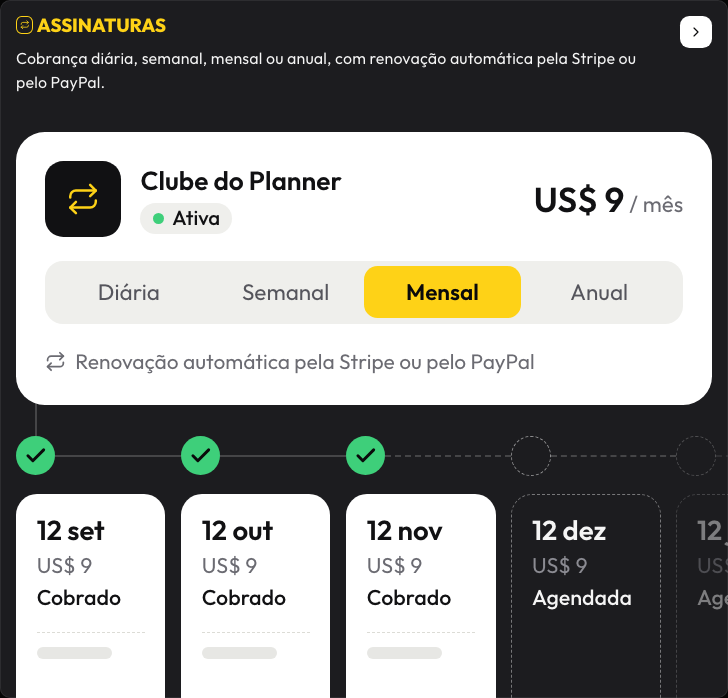 ASSINATURAS
Cobrança diária, semanal, mensal ou anual, com renovação automática pela Stripe ou
pelo PayPal.
Clube do Planner
Ativa
US$ 9 / mês
Diária Semanal Mensal Anual
Renovação automática pela Stripe ou pelo PayPal
12 set 12 out 12 nov 12 dez 12
US$ 9 US$ 9 US$ 9 US$ 9
Cobrado Cobrado Cobrado Agendada